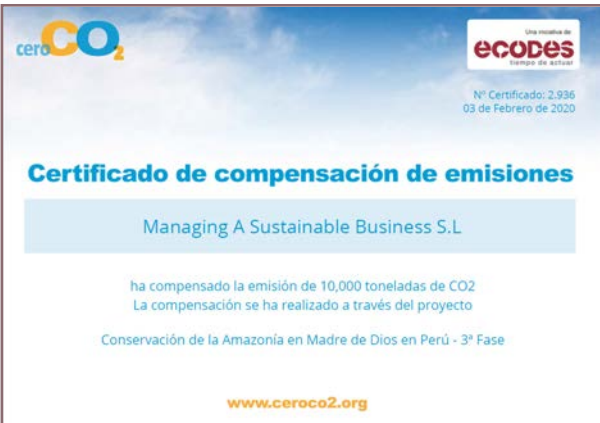 ceroCO2
Una iniciativa de
ecodes
tiempo de actuar
Nº Certificado: 2.936
03 de Febrero de 2020
Certificado de compensación de emisiones
Managing A Sustainable Business S.L
ha compensado la emisión de 10,000 toneladas de CO2
La compensación se ha realizado a través del proyecto
Conservación de la Amazonía en Madre de Dios en Perú - 3ª Fase
www.ceroco2.org